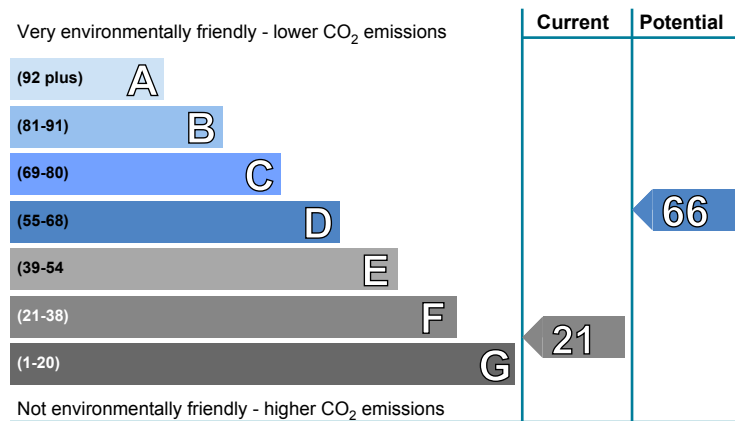 Very environmentally friendly - lower CO₂ emissions
Current
Potential
(92 plus) A
(81-91) B
(69-80) C
(55-68) D
66
(39-54 E
(21-38) F
21
(1-20) G
Not environmentally friendly - higher CO₂ emissions